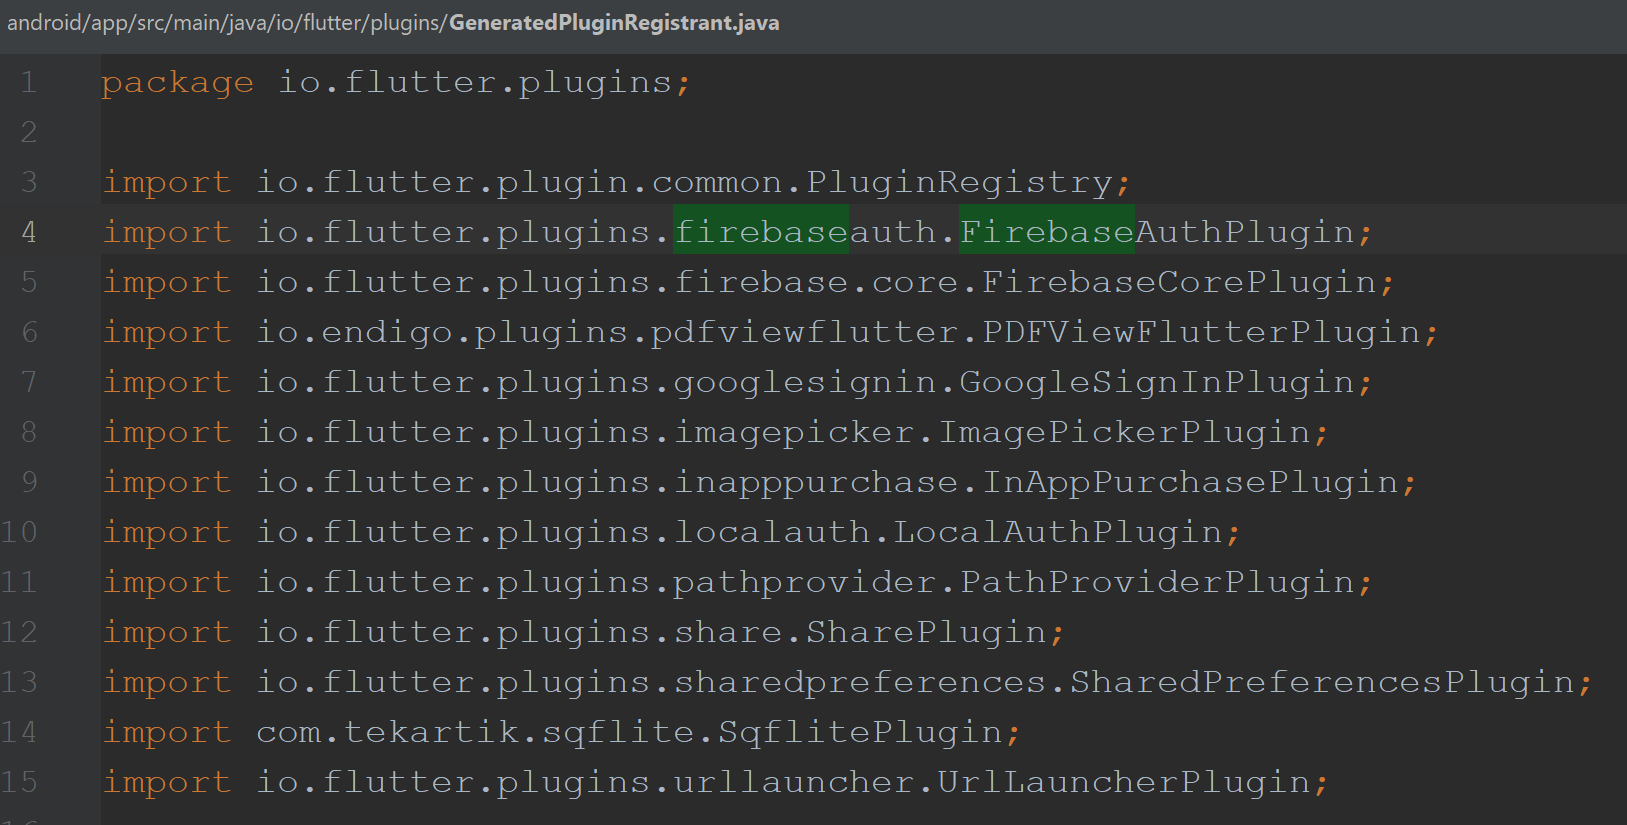 android/app/src/main/java/io/flutter/plugins/GeneratedPluginRegistrant.java
1 package io.flutter.plugins;
2
3 import io.flutter.plugin.common.PluginRegistry;
4 import io.flutter.plugins.firebaseauth.FirebaseAuthPlugin;
5 import io.flutter.plugins.firebase.core.FirebaseCorePlugin;
6 import io.endigo.plugins.pdfviewflutter.PDFViewFlutterPlugin;
7 import io.flutter.plugins.googlesignin.GoogleSignInPlugin;
8 import io.flutter.plugins.imagepicker.ImagePickerPlugin;
9 import io.flutter.plugins.inapppurchase.InAppPurchasePlugin;
10 import io.flutter.plugins.localauth.LocalAuthPlugin;
11 import io.flutter.plugins.pathprovider.PathProviderPlugin;
12 import io.flutter.plugins.share.SharePlugin;
13 import io.flutter.plugins.sharedpreferences.SharedPreferencesPlugin;
14 import com.tekartik.sqflite.SqflitePlugin;
15 import io.flutter.plugins.urllauncher.UrlLauncherPlugin;